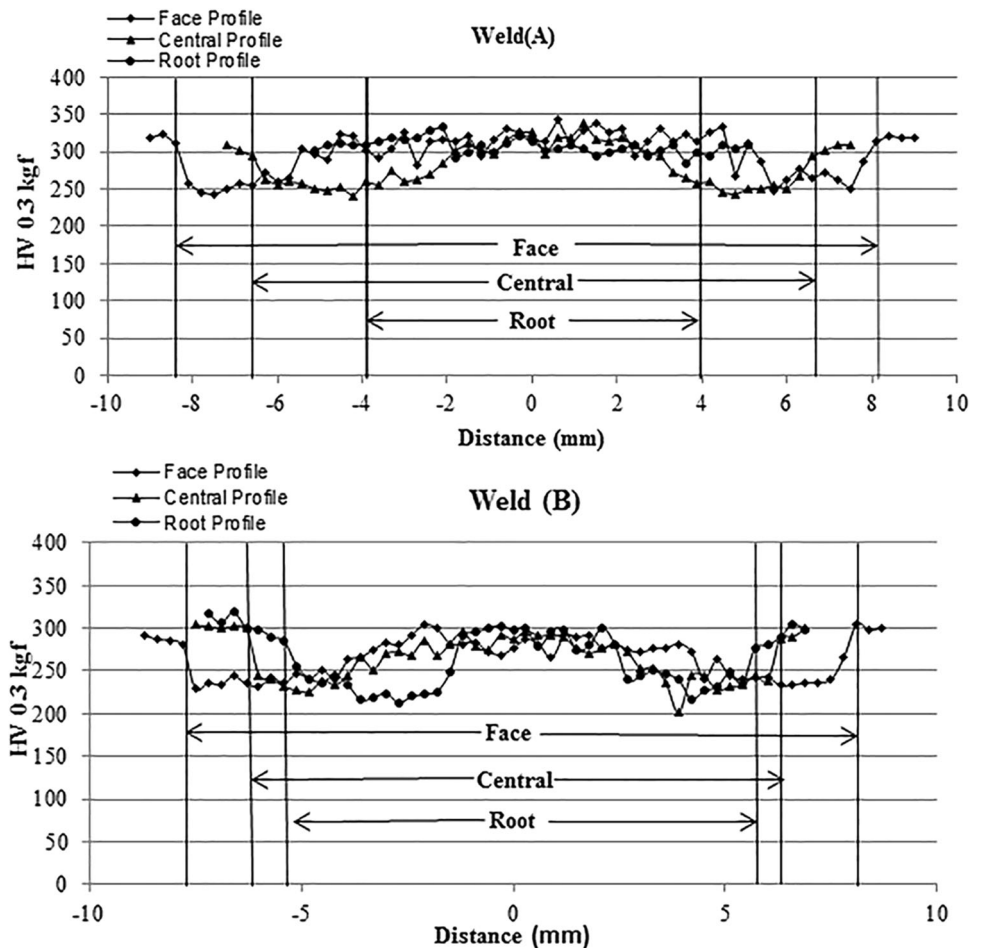 Face Profile
Central Profile
Root Profile
Weld(A)
400
350
300
250
200
150
100
50
0
HV 0.3 kgf
Face
Central
Root
-10 -8 -6 -4 -2 0 2 4 6 8 10
Distance (mm)
Face Profile
Central Profile
Root Profile
Weld (B)
400
350
300
250
200
150
100
50
0
HV 0.3 kgf
Face
Central
Root
-10 -5 0 5 10
Distance (mm)